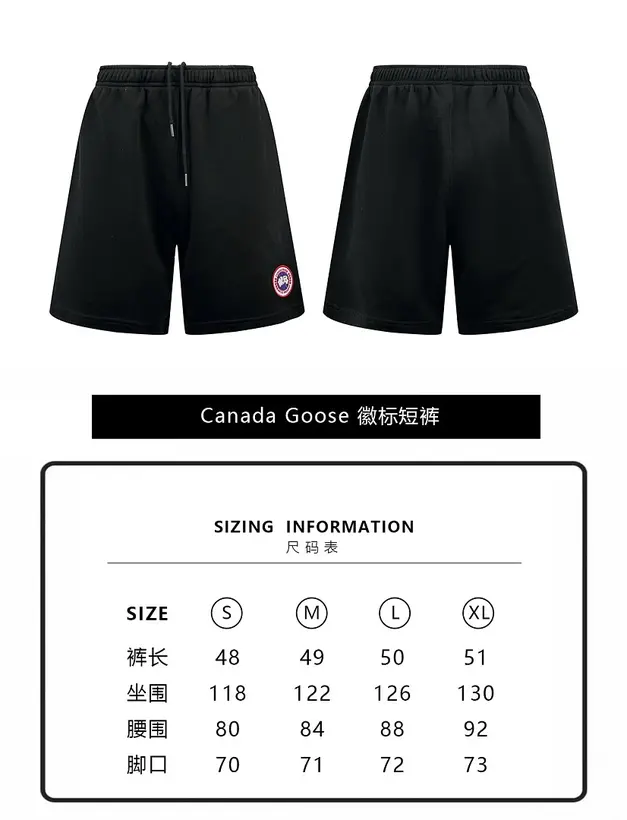 Canada Goose 徽标短裤
SIZING INFORMATION
尺码表
SIZE S M L XL
裤长 48 49 50 51
坐围 118 122 126 130
腰围 80 84 88 92
脚口 70 71 72 73